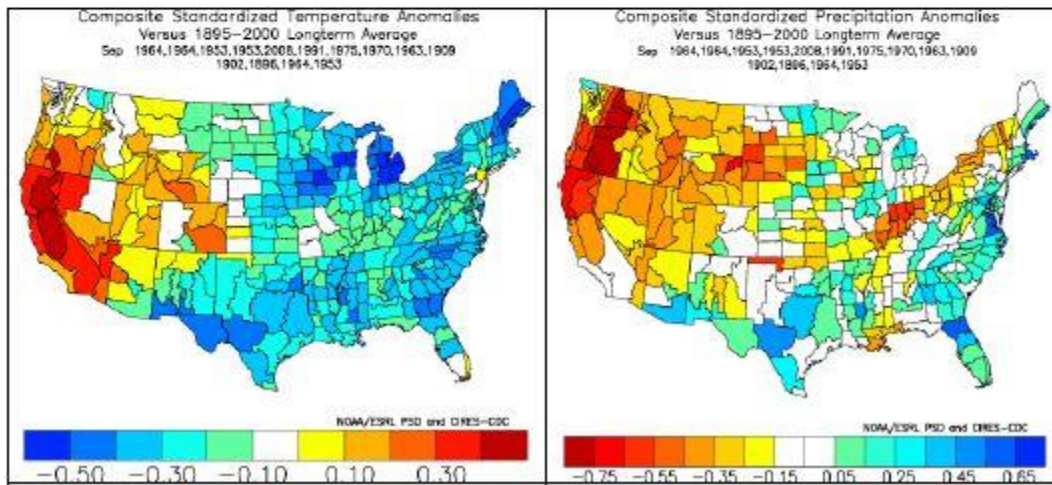 Composite Standardized Temperature Anomalies
Versus 1895-2000 Longterm Average
Sep 1964,1964,1953,1953,2008,1991,1975,1970,1963,1909
1902,1896,1964,1953
NOAA/ESRL PSD and CIRES-CDC
-0.50 -0.30 -0.10 0.10 0.30
Composite Standardized Precipitation Anomalies
Versus 1895-2000 Longterm Average
Sep 1964,1964,1953,1953,2008,1991,1975,1970,1963,1909
1902,1896,1964,1953
NOAA/ESRL PSD and CIRES-CDC
-0.75 -0.55 -0.35 -0.15 0.05 0.25 0.45 0.65